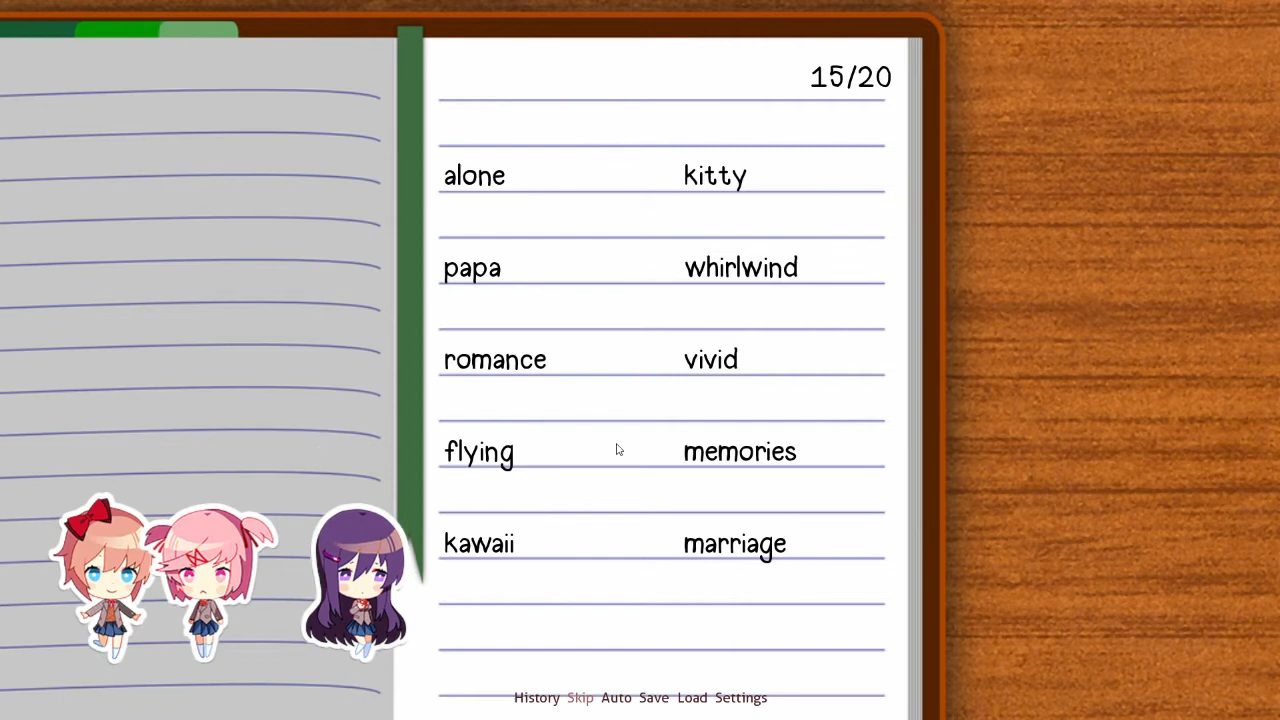 15/20
alone kitty
papa whirlwind
romance vivid
flying memories
kawaii marriage
History Skip Auto Save Load Settings